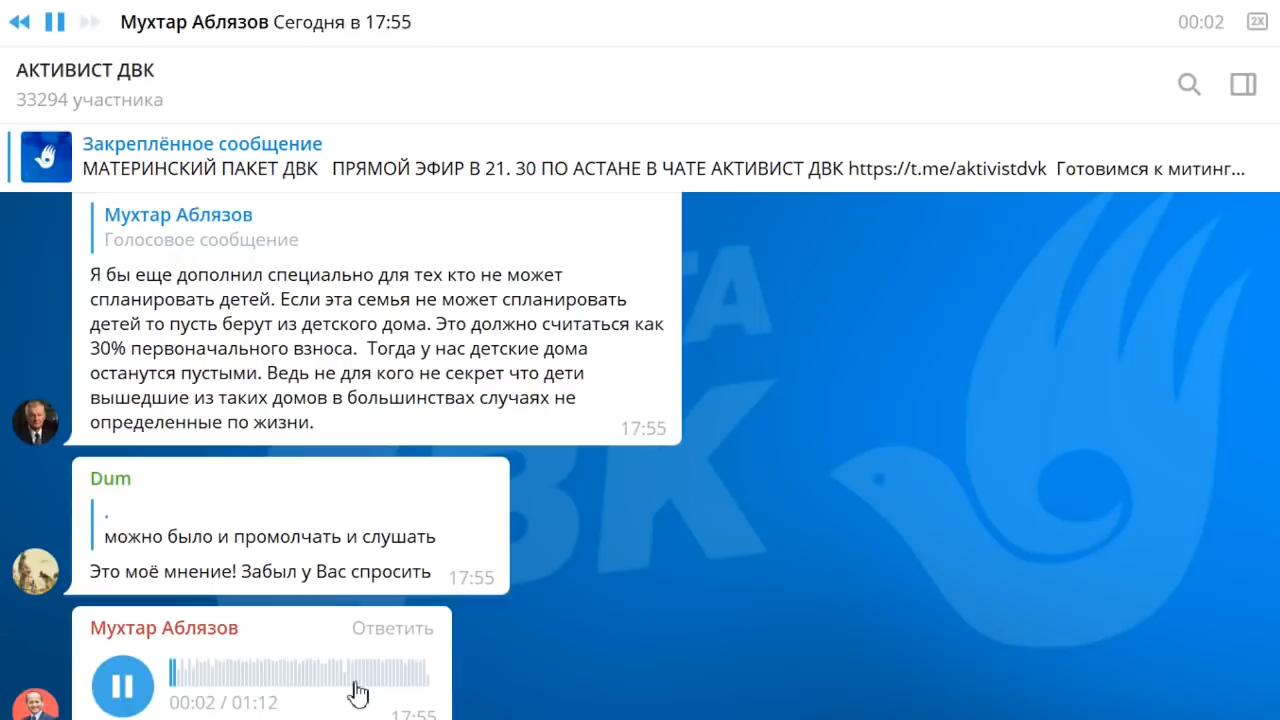 Мухтар Аблязов Сегодня в 17:55
00:02
2X
АКТИВИСТ ДВК
33294 участника
Закреплённое сообщение
МАТЕРИНСКИЙ ПАКЕТ ДВК ПРЯМОЙ ЭФИР В 21. 30 ПО АСТАНЕ В ЧАТЕ АКТИВИСТ ДВК https://t.me/aktivistdvk Готовимся к митинг...
Мухтар Аблязов
Голосовое сообщение
Я бы еще дополнил специально для тех кто не может
спланировать детей. Если эта семья не может спланировать
детей то пусть берут из детского дома. Это должно считаться как
30% первоначального взноса. Тогда у нас детские дома
останутся пустыми. Ведь не для кого не секрет что дети
вышедшие из таких домов в большинствах случаях не
определенные по жизни.
17:55
Dum
.
можно было и промолчать и слушать
Это моё мнение! Забыл у Вас спросить
17:55
Мухтар Аблязов
Ответить
00:02 / 01:12
17:55